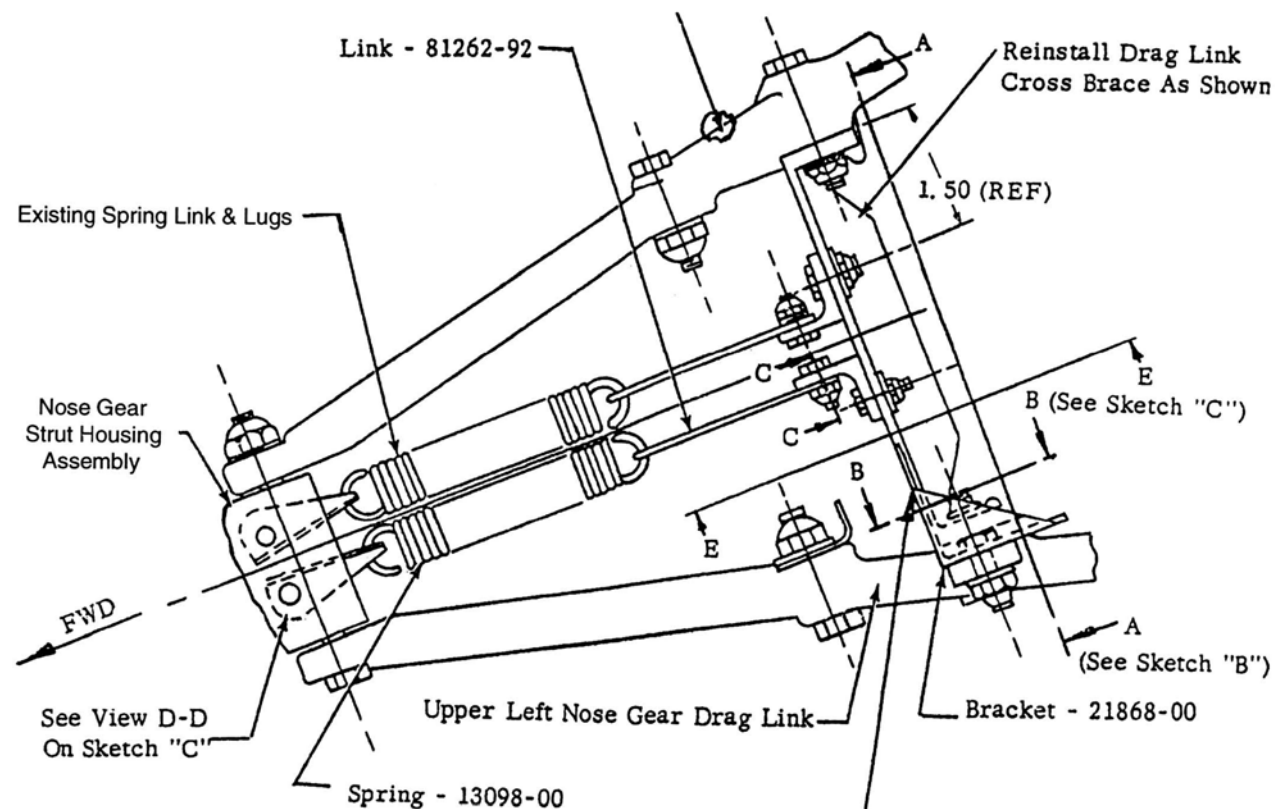 Link - 81262-92
A
Reinstall Drag Link
Cross Brace As Shown
1.50 (REF)
Existing Spring Link & Lugs
C
E
B (See Sketch "C")
Nose Gear
Strut Housing
Assembly
C
B
E
FWD
A
(See Sketch "B")
See View D-D
On Sketch "C"
Upper Left Nose Gear Drag Link
Bracket - 21868-00
Spring - 13098-00